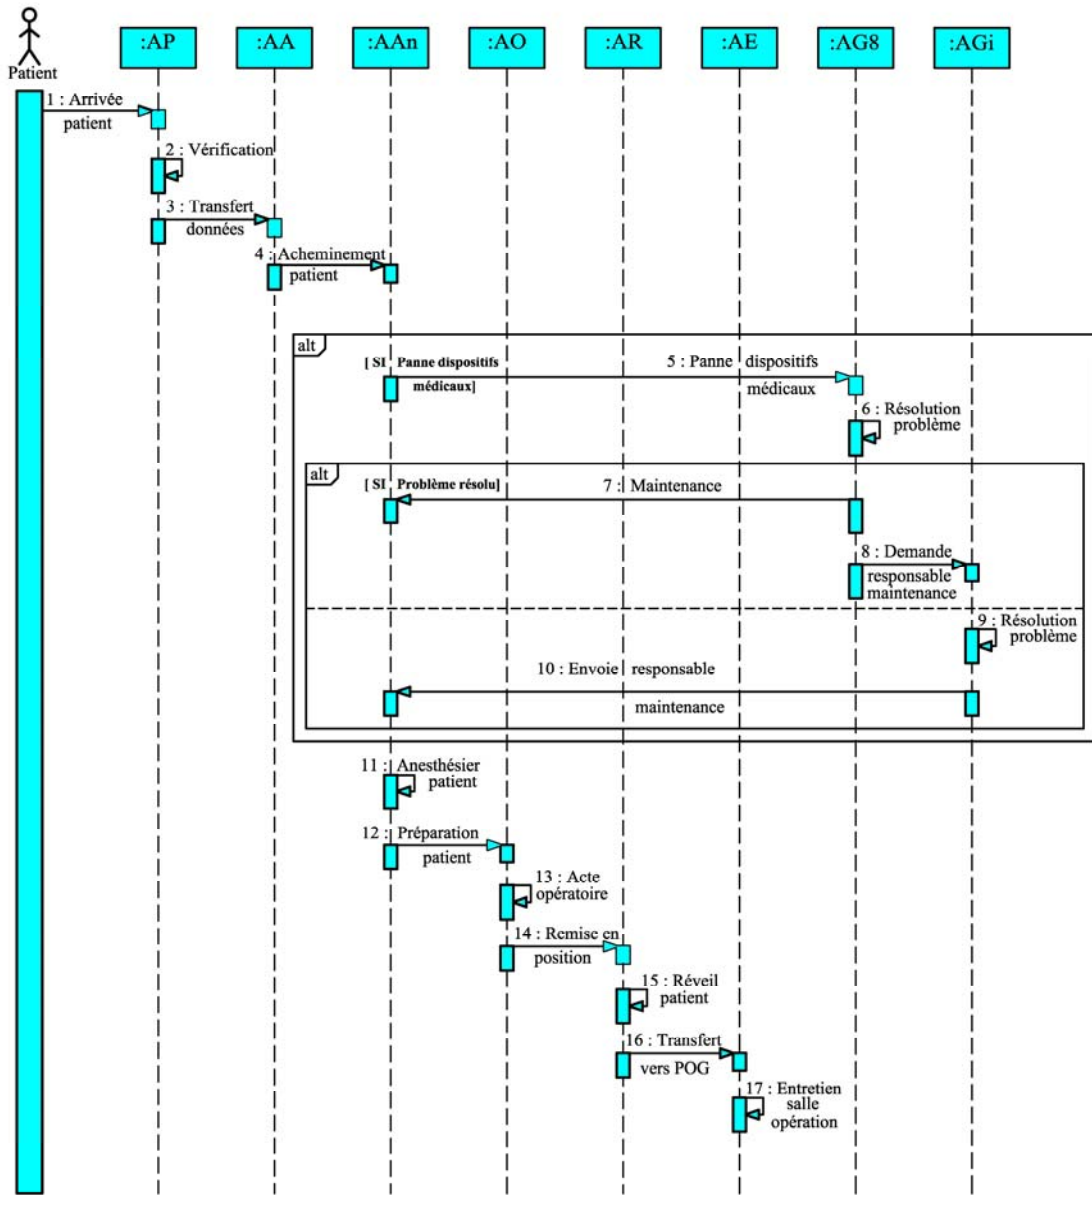 Patient
:AP
:AA
:AAn
:AO
:AR
:AE
:AG8
:AGi
1 : Arrivée
patient
2 : Vérification
3 : Transfert
données
4 : Acheminement
patient
alt
[ SI Panne dispositifs
médicaux]
5 : Panne dispositifs
médicaux
6 : Résolution
problème
alt
[ SI Problème résolu]
7 : Maintenance
8 : Demande
responsable
maintenance
9 : Résolution
problème
10 : Envoie responsable
maintenance
11 : Anesthésier
patient
12 : Préparation
patient
13 : Acte
opératoire
14 : Remise en
position
15 : Réveil
patient
16 : Transfert
vers POG
17 : Entretien
salle
opération